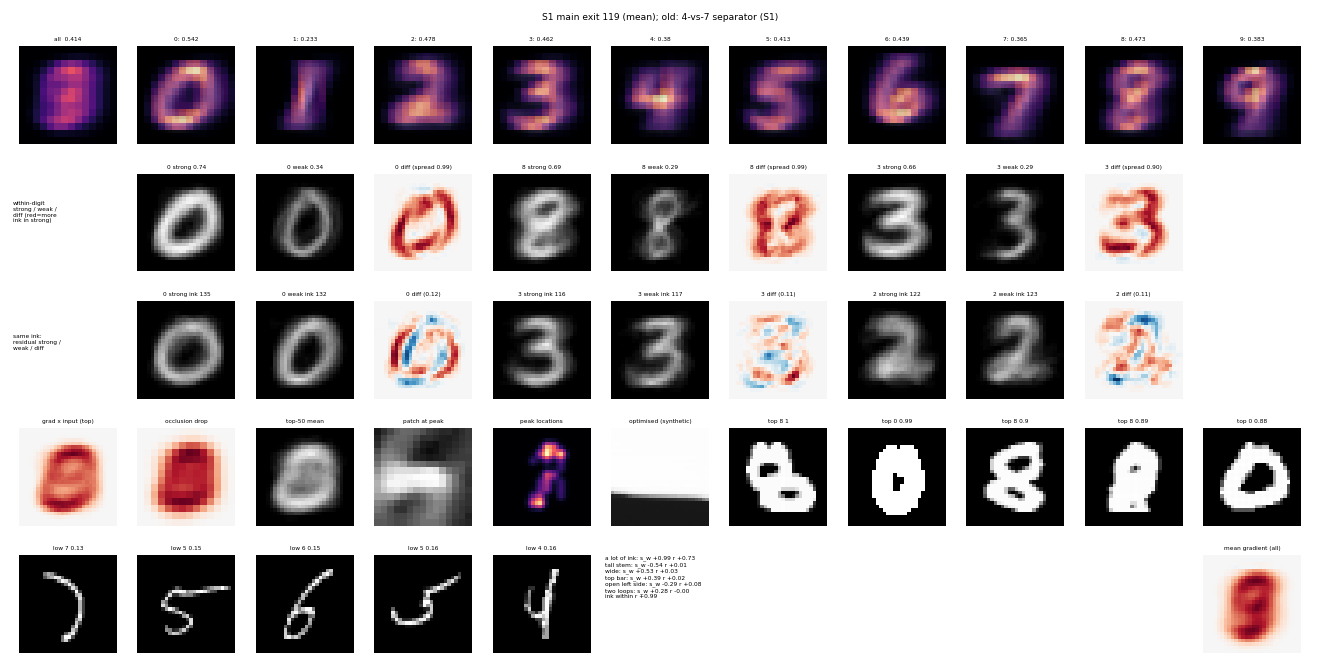 S1 main exit 119 (mean); old: 4-vs-7 separator (S1)
all 0.414
0: 0.542
1: 0.233
2: 0.478
3: 0.462
4: 0.38
5: 0.413
6: 0.439
7: 0.365
8: 0.473
9: 0.383
within-digit
strong / weak /
diff (red=more
ink in strong)
0 strong 0.74
0 weak 0.34
0 diff (spread 0.99)
8 strong 0.69
8 weak 0.29
8 diff (spread 0.99)
3 strong 0.66
3 weak 0.29
3 diff (spread 0.90)
same ink:
residual strong /
weak / diff
0 strong ink 135
0 weak ink 132
0 diff (0.12)
3 strong ink 116
3 weak ink 117
3 diff (0.11)
2 strong ink 122
2 weak ink 123
2 diff (0.11)
grad x input (top)
occlusion drop
top-50 mean
patch at peak
peak locations
optimised (synthetic)
top 8 1
top 0 0.99
top 8 0.9
top 8 0.89
top 0 0.88
low 7 0.13
low 5 0.15
low 6 0.15
low 5 0.16
low 4 0.16
a lot of ink: s_w +0.99 r +0.73
tall stem: s_w -0.54 r +0.01
wide: s_w +0.53 r +0.03
top bar: s_w +0.39 r +0.02
open left side: s_w -0.29 r +0.08
two loops: s_w +0.28 r -0.00
ink within r +0.99
mean gradient (all)